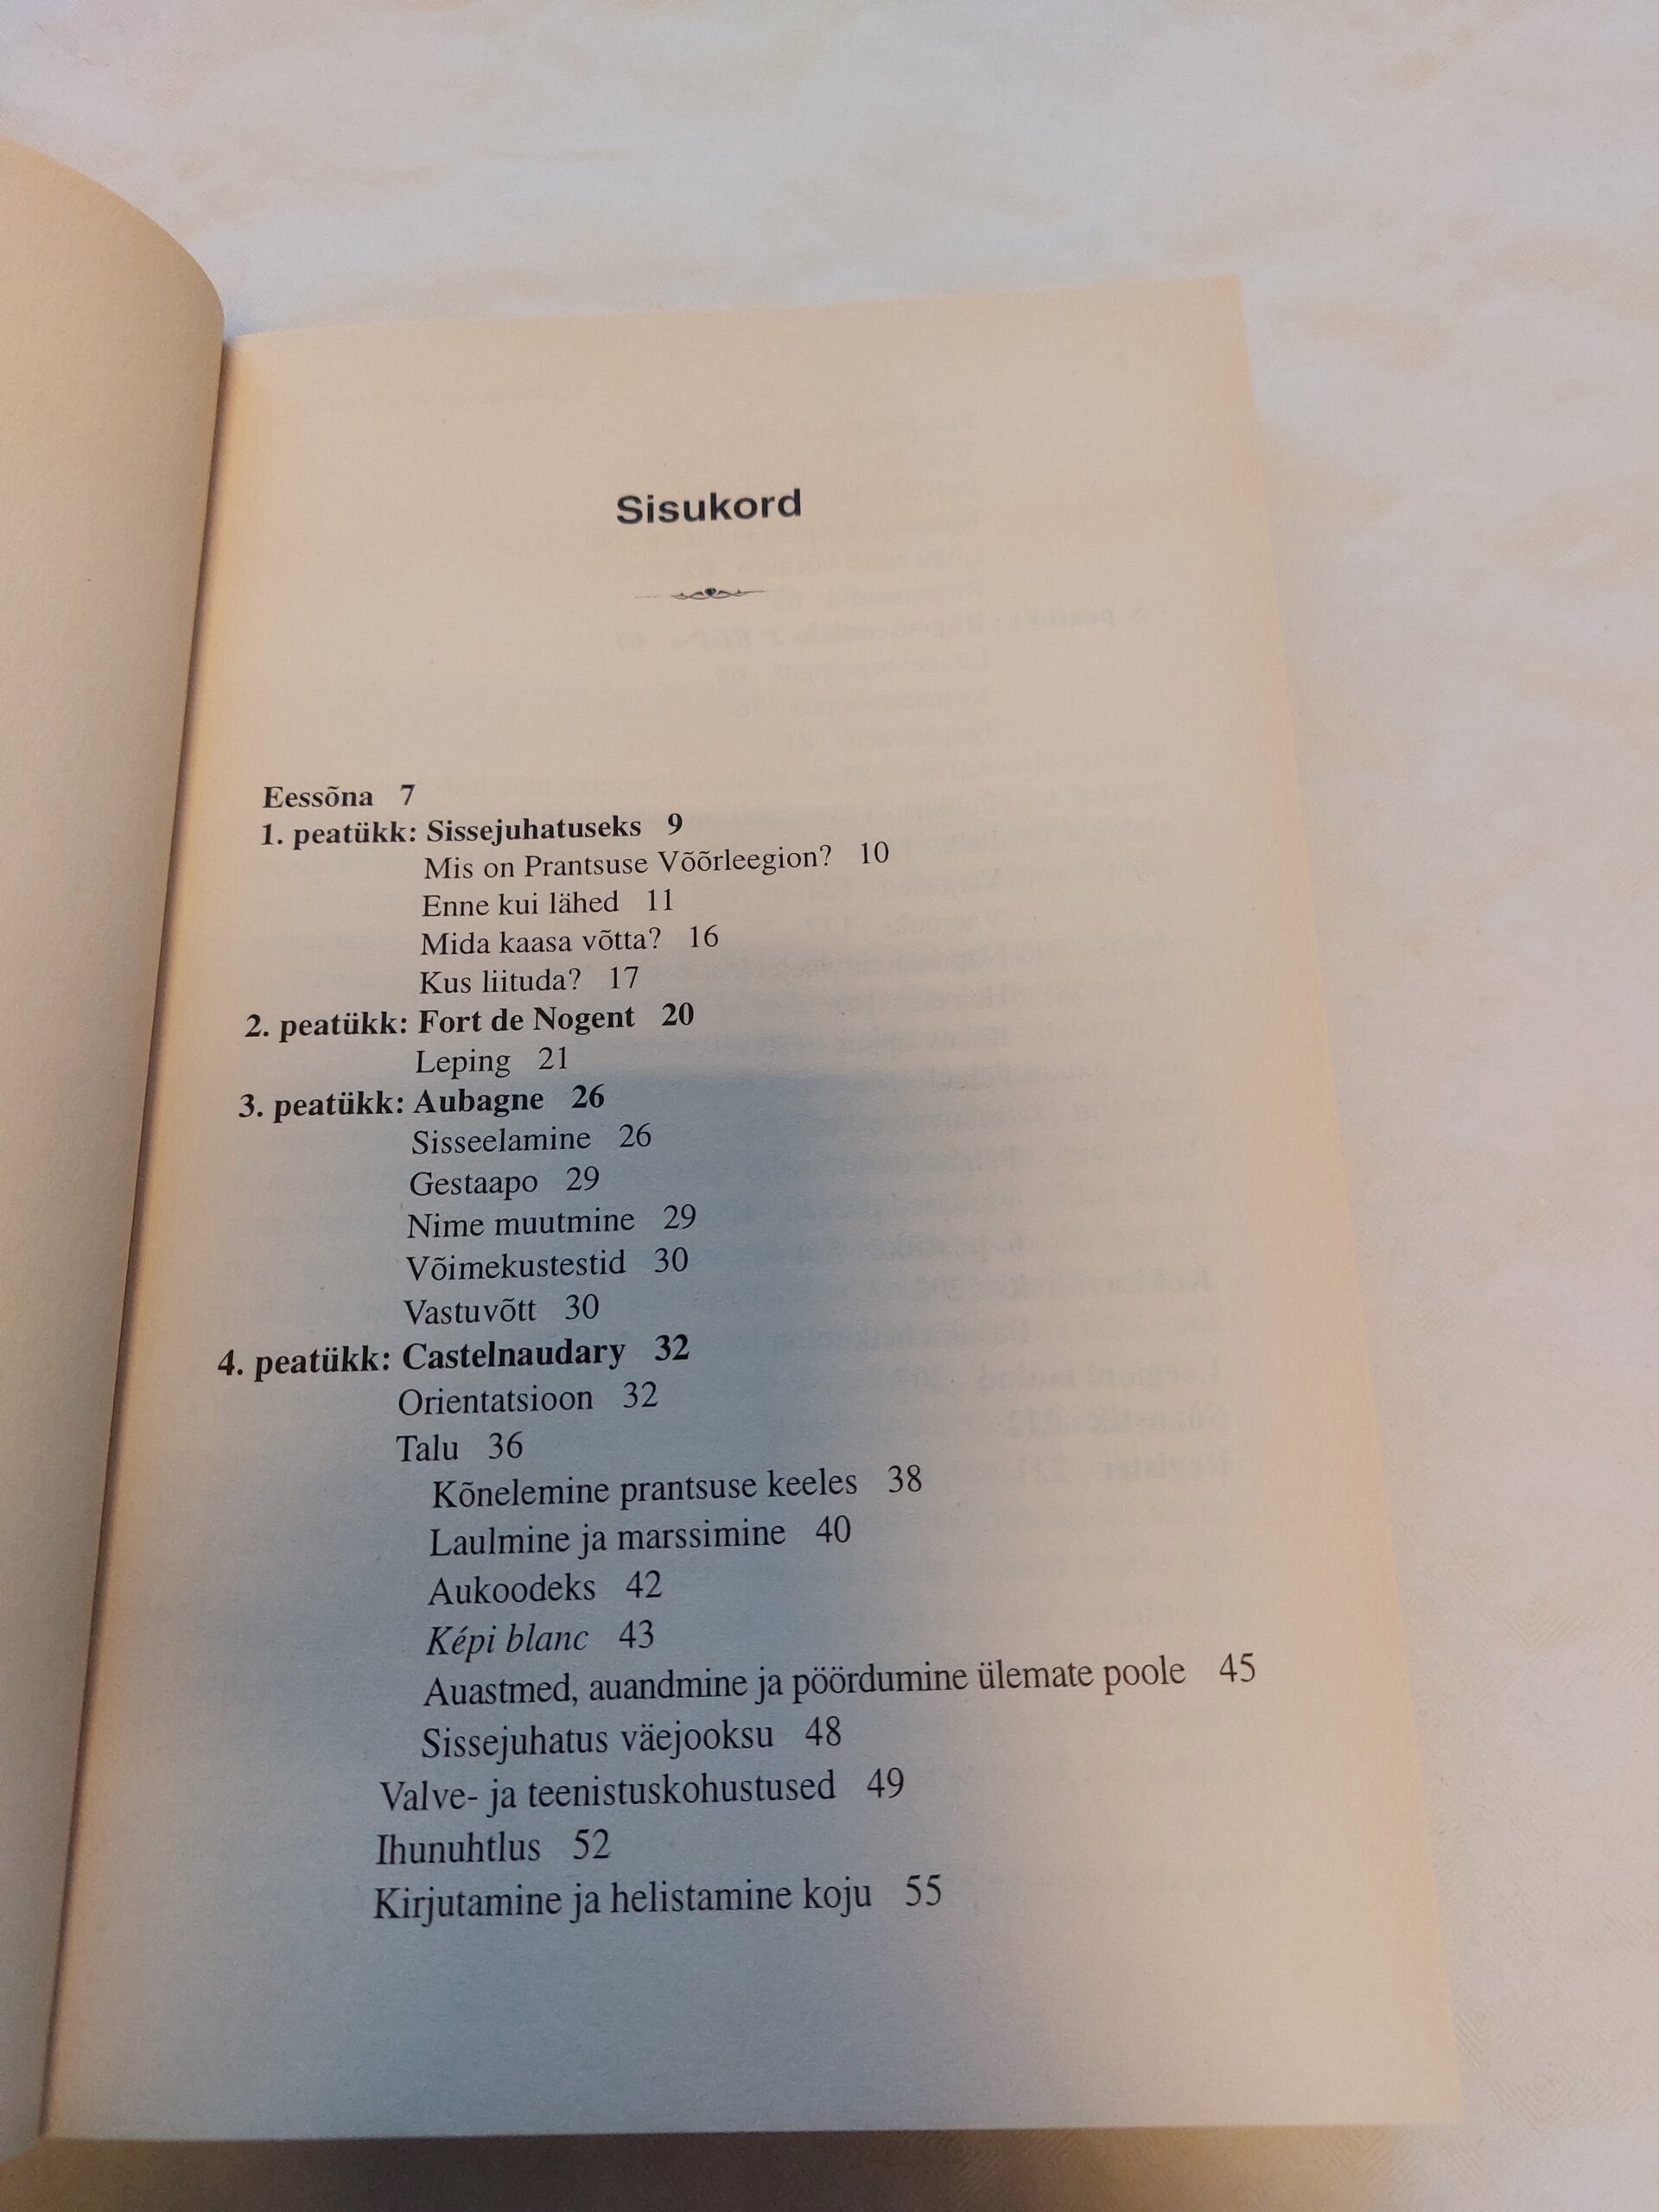 Sisukord
Eessõna 7
1. peatükk: Sissejuhatuseks 9
Mis on Prantsuse Võõrleegion? 10
Enne kui lähed 11
Mida kaasa võtta? 16
Kus liituda? 17
2. peatükk: Fort de Nogent 20
Leping 21
3. peatükk: Aubagne 26
Sisseelamine 26
Gestaapo 29
Nime muutmine 29
Võimekustestid 30
Vastuvõtt 30
4. peatükk: Castelnaudary 32
Orientatsioon 32
Talu 36
Kõnelemine prantsuse keeles 38
Laulmine ja marssimine 40
Aukoodeks 42
Képi blanc 43
Auastmed, auandmine ja pöördumine ülemate poole 45
Sissejuhatus väejooksu 48
Valve- ja teenistuskohustused 49
Ihunuhtlus 52
Kirjutamine ja helistamine koju 55